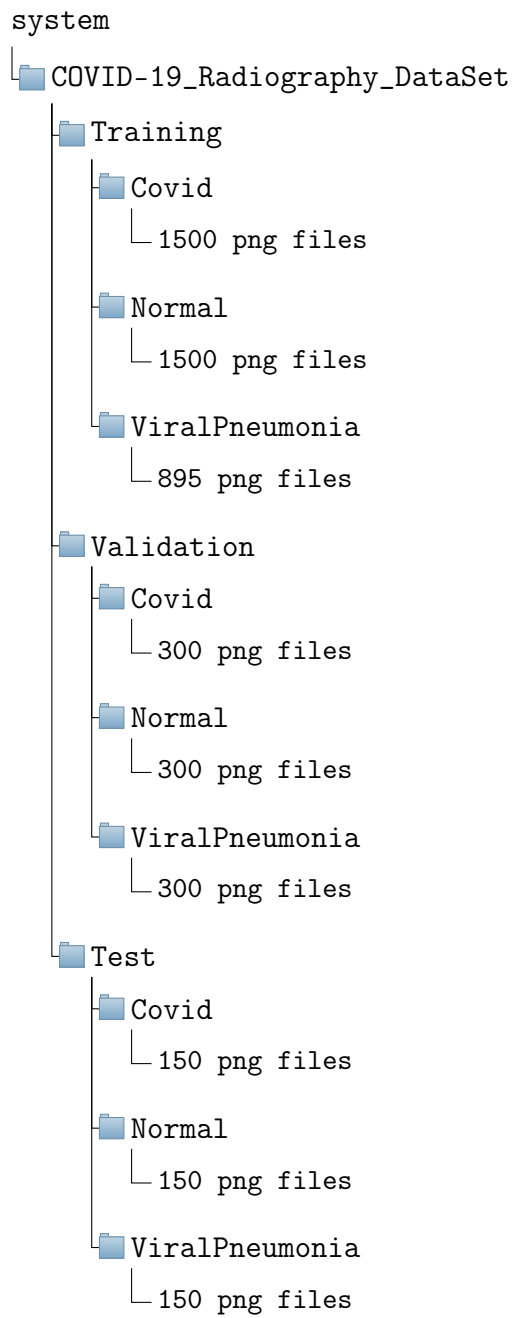 system
COVID-19_Radiography_DataSet
Training
Covid
1500 png files
Normal
1500 png files
ViralPneumonia
895 png files
Validation
Covid
300 png files
Normal
300 png files
ViralPneumonia
300 png files
Test
Covid
150 png files
Normal
150 png files
ViralPneumonia
150 png files